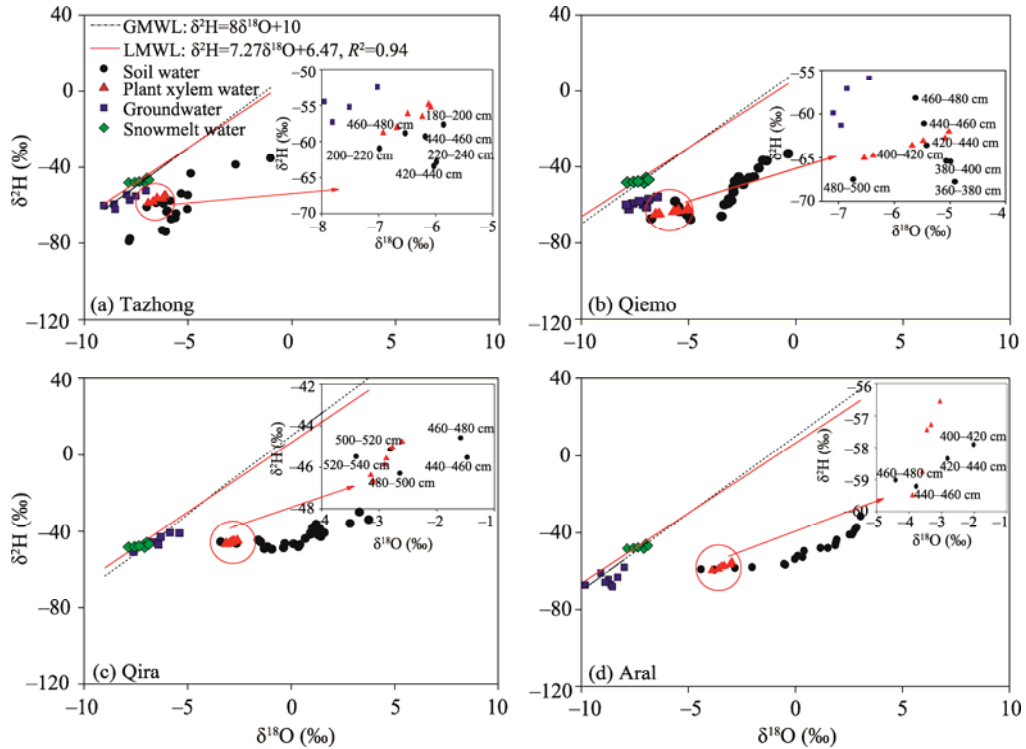 GMWL: δ²H=8δ¹⁸O+10
LMWL: δ²H=7.27δ¹⁸O+6.47, R²=0.94
Soil water
Plant xylem water
Groundwater
Snowmelt water
40
0
−40
−80
−120
δ²H (‰)
−50
−55
−60
−65
−70
δ²H (‰)
180–200 cm
460–480 cm
440–460 cm
200–220 cm
220–240 cm
420–440 cm
−8
−7
−6
−5
δ¹⁸O (‰)
(a) Tazhong
−10
−5
0
5
10
40
0
−40
−80
−120
−55
−60
−65
−70
δ²H (‰)
460–480 cm
440–460 cm
420–440 cm
400–420 cm
380–400 cm
480–500 cm
360–380 cm
−7
−6
−5
−4
δ¹⁸O (‰)
(b) Qiemo
−10
−5
0
5
10
40
0
−40
−80
−120
δ²H (‰)
−42
−44
−46
−48
δ²H (‰)
460–480 cm
500–520 cm
520–540 cm
440–460 cm
480–500 cm
−4
−3
−2
−1
δ¹⁸O (‰)
(c) Qira
−10
−5
0
5
10
δ¹⁸O (‰)
40
0
−40
−80
−120
−56
−57
−58
−59
−60
δ²H (‰)
400–420 cm
420–440 cm
460–480 cm
440–460 cm
−5
−4
−3
−2
−1
δ¹⁸O (‰)
(d) Aral
−10
−5
0
5
10
δ¹⁸O (‰)